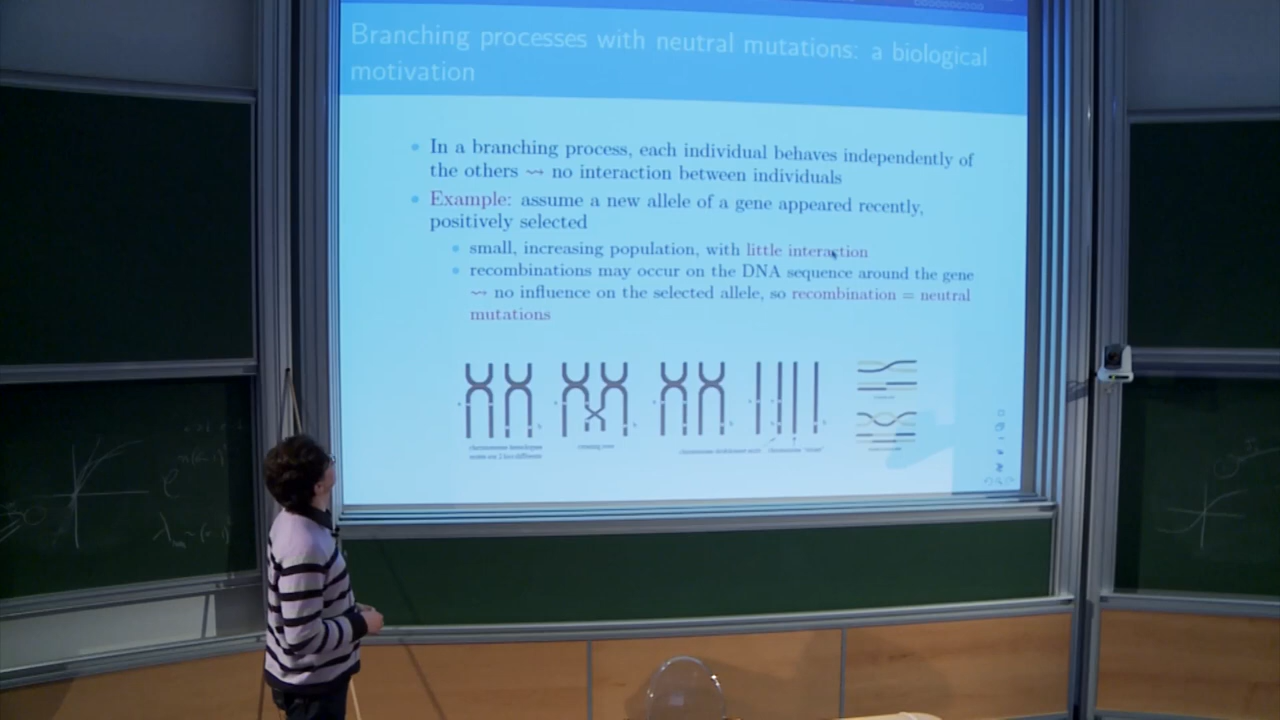 Branching processes with neutral mutations: a biological
motivation
In a branching process, each individual behaves independently of
the others ⇝ no interaction between individuals
Example: assume a new allele of a gene appeared recently,
positively selected
small, increasing population, with little interaction
recombinations may occur on the DNA sequence around the gene
⇝ no influence on the selected allele, so recombination = neutral
mutations